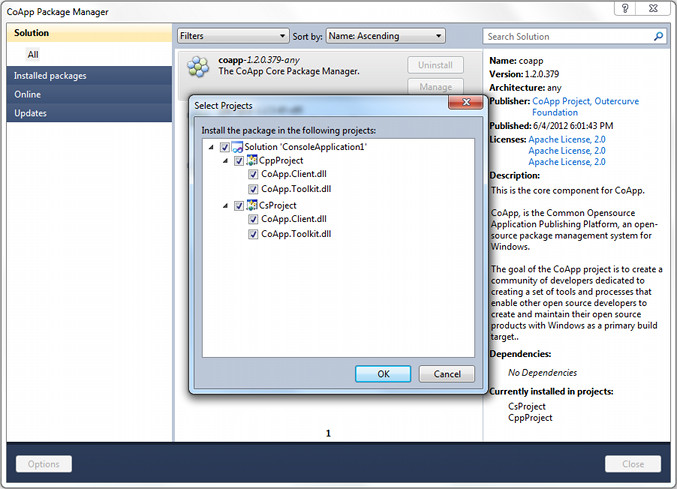 CoApp Package Manager
?
Solution
All
Installed packages
Online
Updates
Filters
Sort by: Name: Ascending
Search Solution
coapp-1.2.0.379-any
The CoApp Core Package Manager.
Uninstall
Manage
Select Projects
Install the package in the following projects:
Solution 'ConsoleApplication1'
CppProject
CoApp.Client.dll
CoApp.Toolkit.dll
CsProject
CoApp.Client.dll
CoApp.Toolkit.dll
OK
Cancel
1
Name: coapp
Version: 1.2.0.379
Architecture: any
Publisher: CoApp Project, Outercurve
Foundation
Published: 6/4/2012 6:01:43 PM
Licenses: Apache License, 2.0
Apache License, 2.0
Apache License, 2.0
Description:
This is the core component for CoApp.
CoApp, is the Common Opensource
Application Publishing Platform, an open-
source package management system for
Windows.
The goal of the CoApp project is to create a
community of developers dedicated to
creating a set of tools and processes that
enable other open source developers to
create and maintain their open source
products with Windows as a primary build
target..
Dependencies:
No Dependencies
Currently installed in projects:
CsProject
CppProject
Options
Close